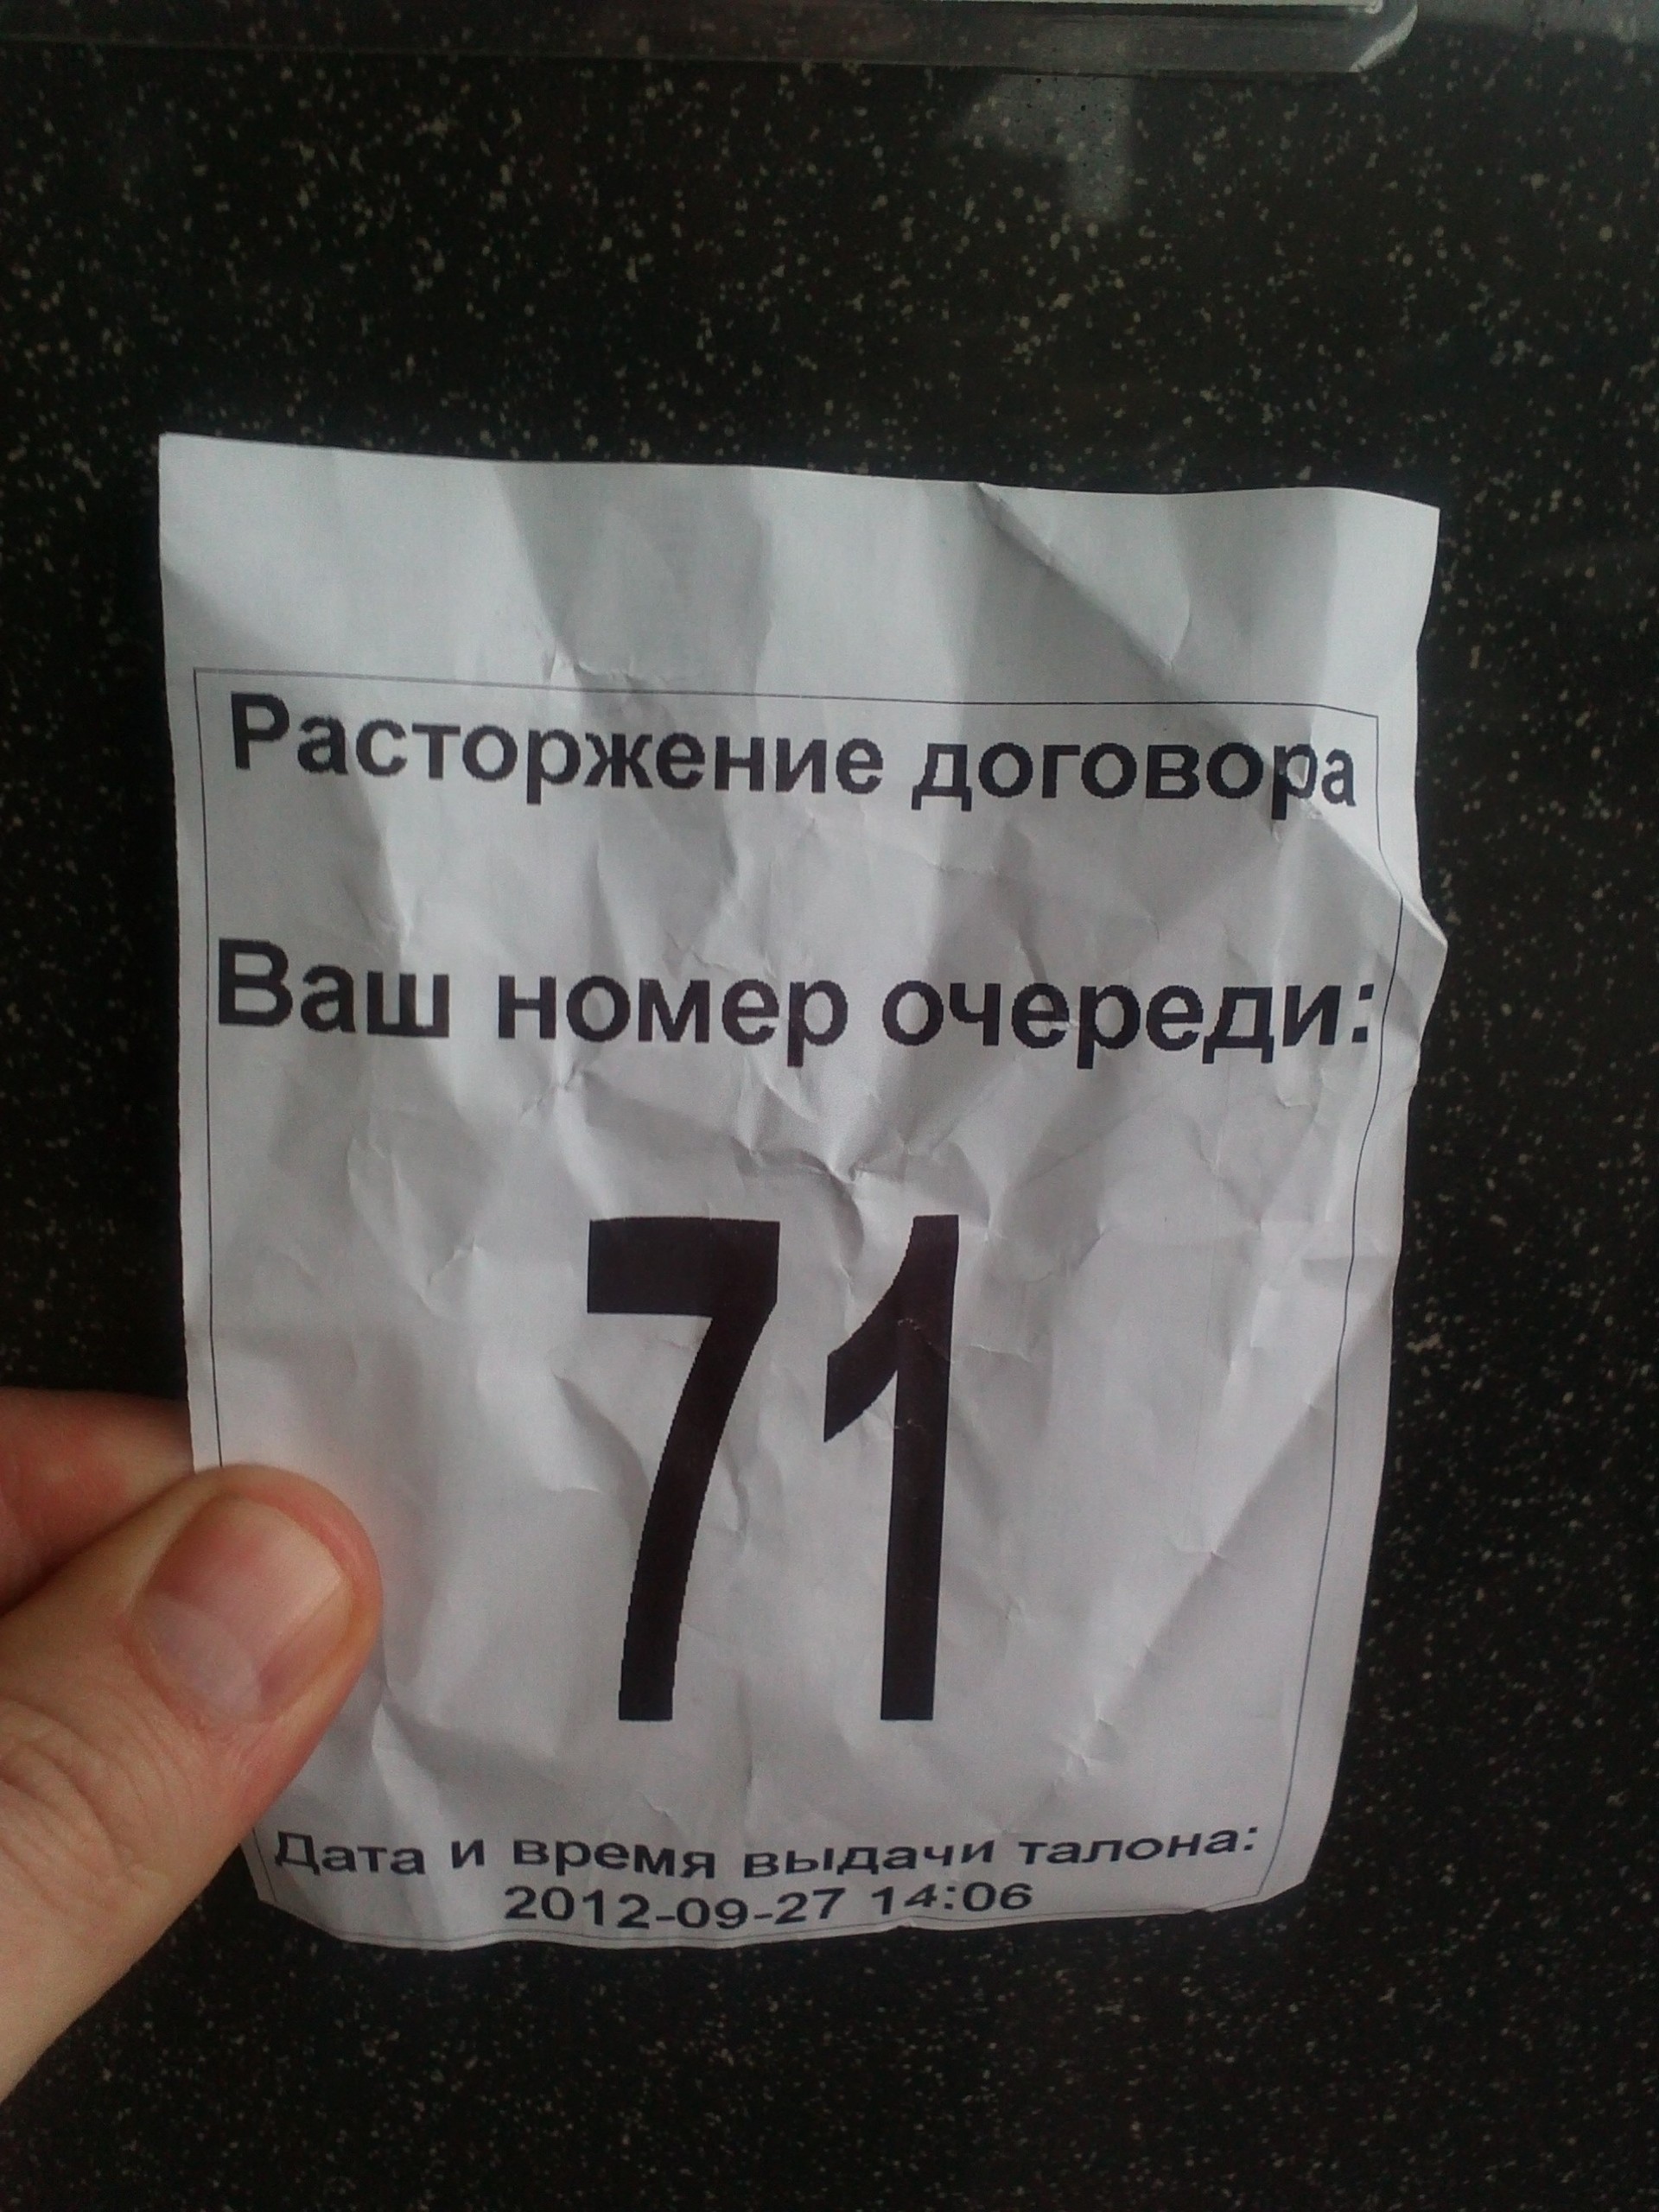 Расторжение договора
Ваш номер очереди:
71
Дата и время выдачи талона:
2012-09-27 14:06